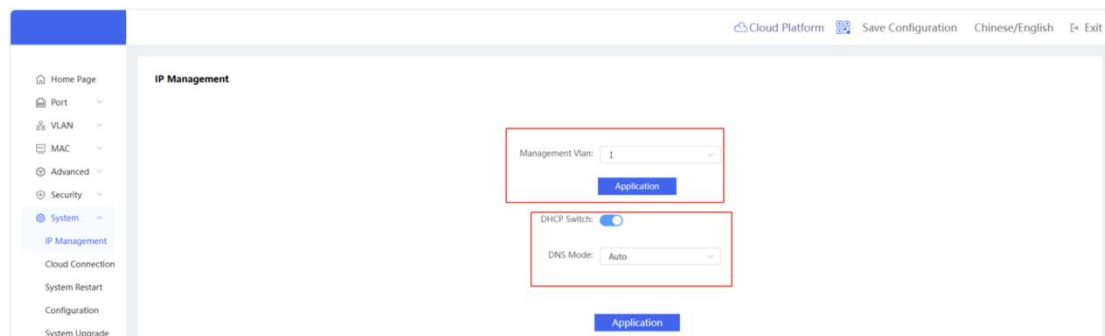 Cloud Platform Save Configuration Chinese/English Exit
Home Page
IP Management
Port
VLAN
MAC
Management Vlan: 1
Advanced
Application
Security
System
DHCP Switch:
IP Management
DNS Mode: Auto
Cloud Connection
System Restart
Configuration
Application
System Upgrade